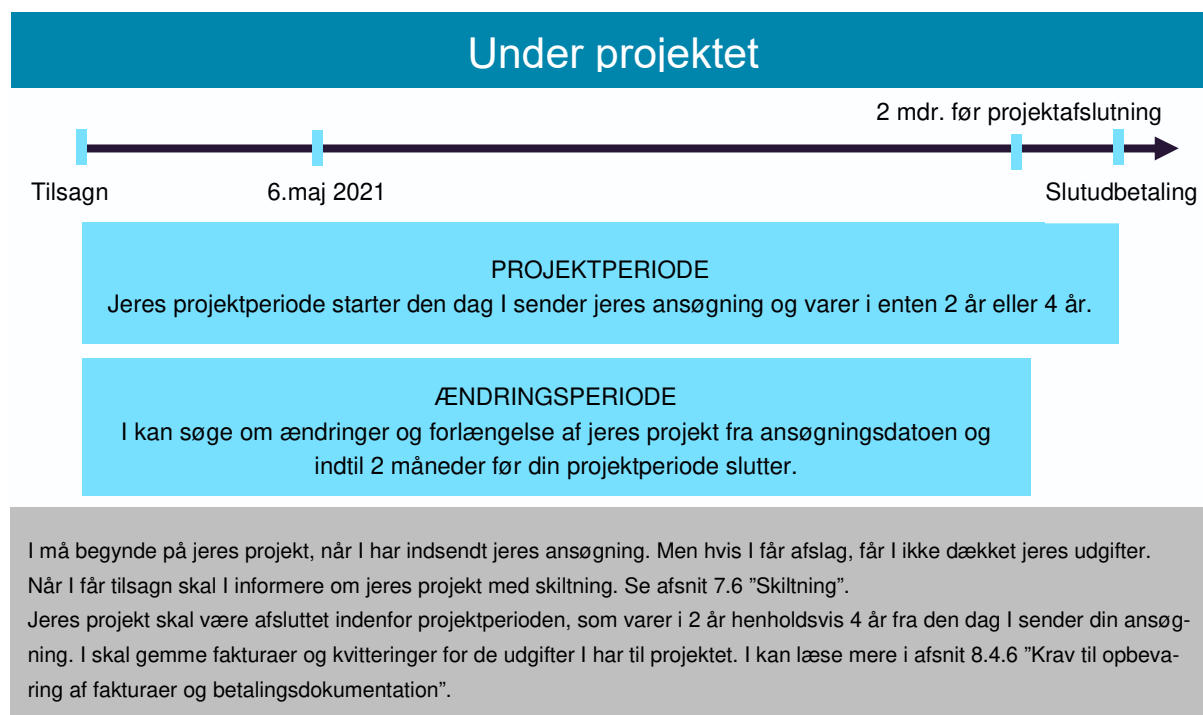 Under projektet
2 mdr. før projektafslutning
Tilsagn
6.maj 2021
Slutudbetaling
PROJEKTPERIODE
Jeres projektperiode starter den dag I sender jeres ansøgning og varer i enten 2 år eller 4 år.
ÆNDRINGSPERIODE
I kan søge om ændringer og forlængelse af jeres projekt fra ansøgningsdatoen og
indtil 2 måneder før din projektperiode slutter.
I må begynde på jeres projekt, når I har indsendt jeres ansøgning. Men hvis I får afslag, får I ikke dækket jeres udgifter.
Når I får tilsagn skal I informere om jeres projekt med skiltning. Se afsnit 7.6 ”Skiltning”.
Jeres projekt skal være afsluttet indenfor projektperioden, som varer i 2 år henholdsvis 4 år fra den dag I sender din ansøg-
ning. I skal gemme fakturaer og kvitteringer for de udgifter I har til projektet. I kan læse mere i afsnit 8.4.6 ”Krav til opbeva-
ring af fakturaer og betalingsdokumentation”.